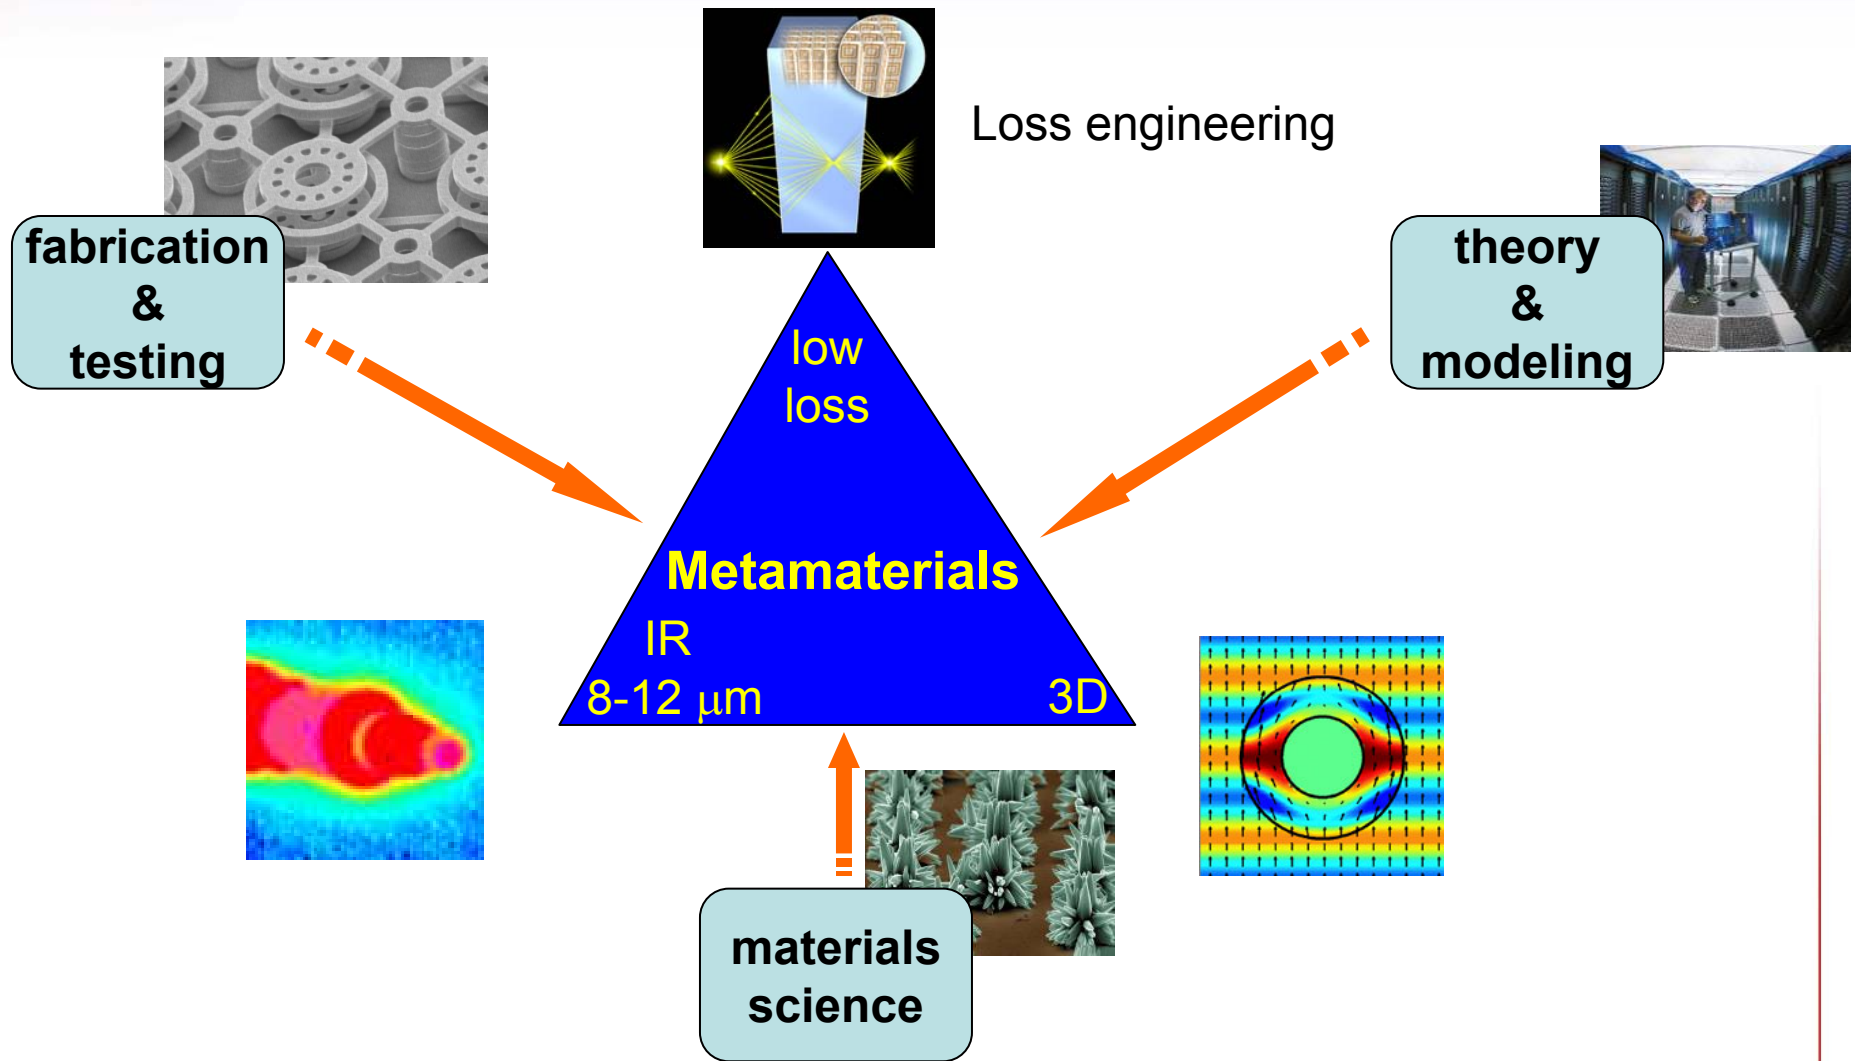 Loss engineering
fabrication
&
testing
theory
&
modeling
low
loss
Metamaterials
IR
8-12 μm
3D
materials
science